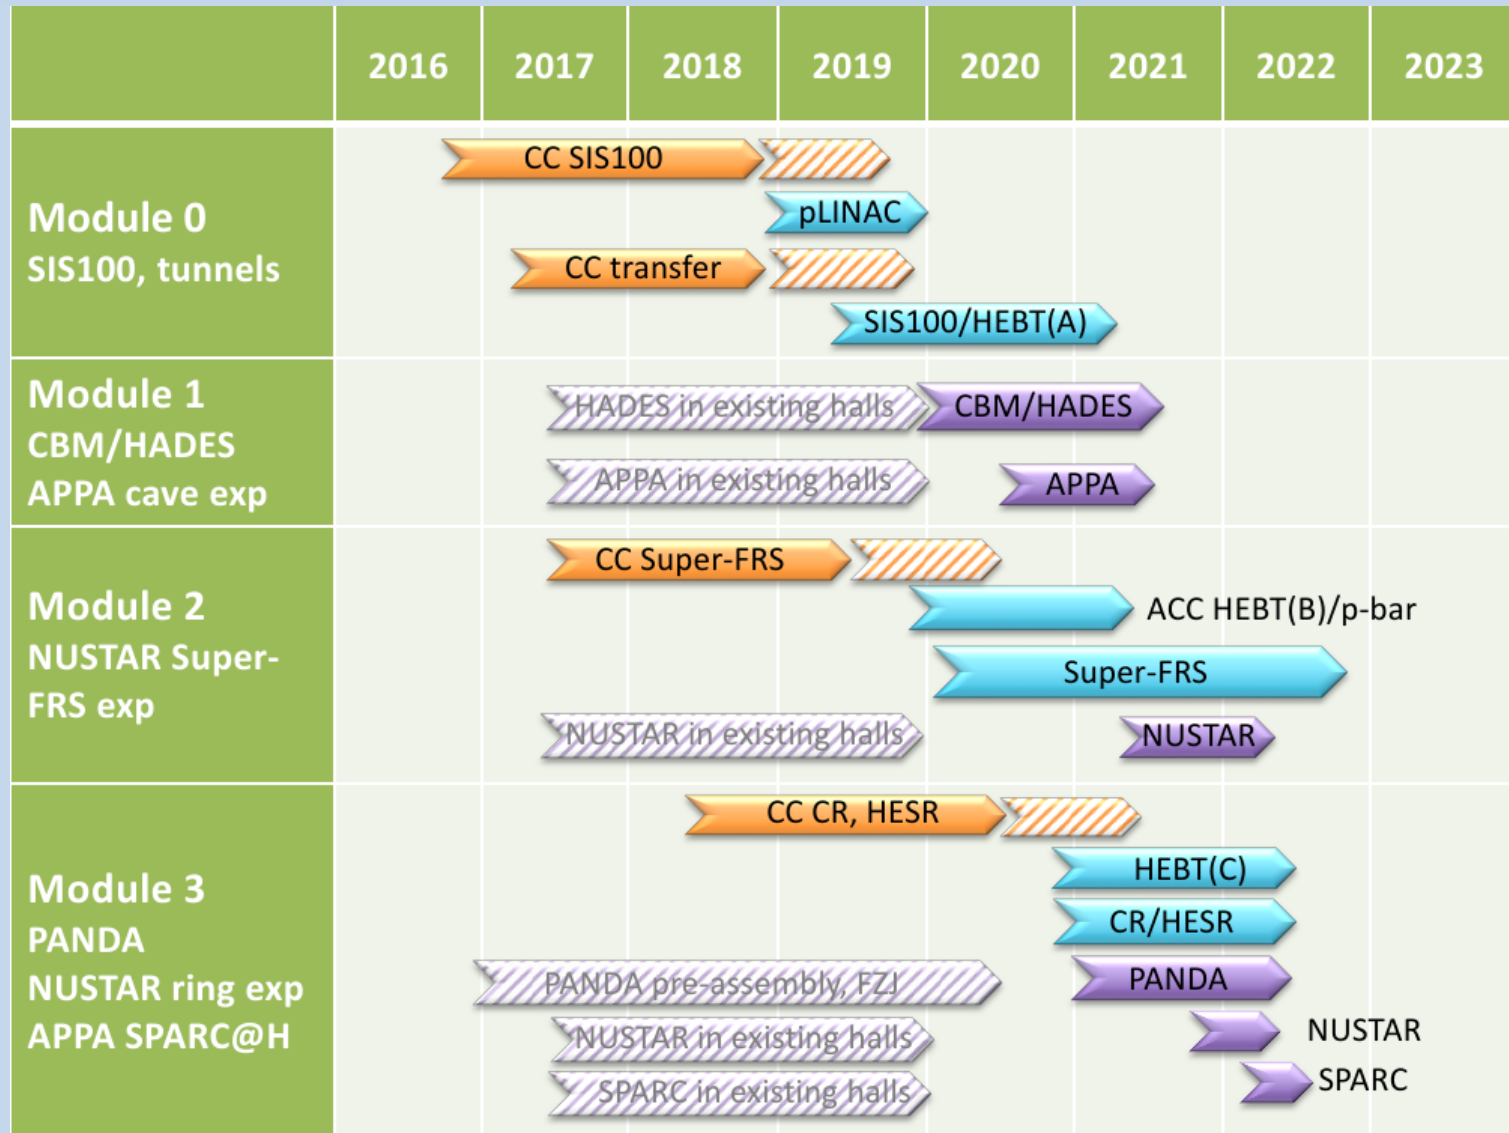 2016 2017 2018 2019 2020 2021 2022 2023
Module 0
SIS100, tunnels
CC SIS100
pLINAC
CC transfer
SIS100/HEBT(A)
Module 1
CBM/HADES
APPA cave exp
HADES in existing halls
CBM/HADES
APPA in existing halls
APPA
Module 2
NUSTAR Super-
FRS exp
CC Super-FRS
ACC HEBT(B)/p-bar
Super-FRS
NUSTAR in existing halls
NUSTAR
Module 3
PANDA
NUSTAR ring exp
APPA SPARC@H
CC CR, HESR
HEBT(C)
CR/HESR
PANDA pre-assembly, FZJ
PANDA
NUSTAR in existing halls
NUSTAR
SPARC in existing halls
SPARC